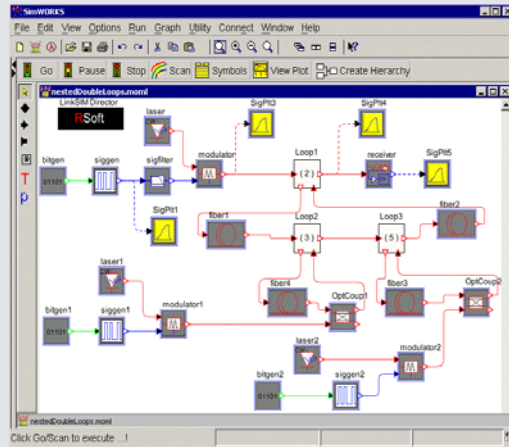 SimWORKS
File Edit View Options Run Graph Utility Connect Window Help
Go Pause Stop Scan Symbols View Plot Create Hierarchy
nestedDoubleLoops.moml
LinkSIM Director
RSoft
laser
CW
SigPlt3
SigPlt4
bitgen
siggen
sigfilter
modulator
Loop1
receiver
01101
(2)
SigPlt5
SigPlt1
fiber1
Loop2
Loop3
fiber2
(3)
(5)
laser1
CW
fiber4
OptCoup1
fiber3
OptCoup2
bitgen1
siggen1
modulator1
01101
laser2
CW
modulator2
bitgen2
siggen2
01101
nestedDoubleLoops.moml
Click Go/Scan to execute ...!